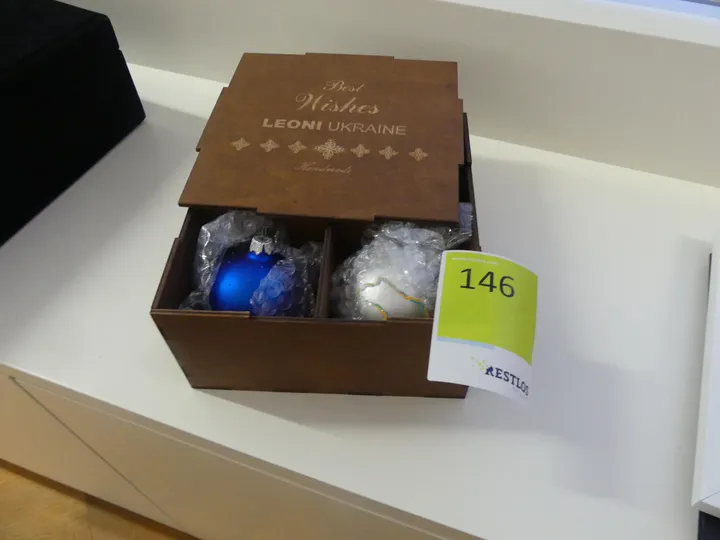 Best
Wishes
LEONI UKRAINE
Handmade
146
RESTLOS